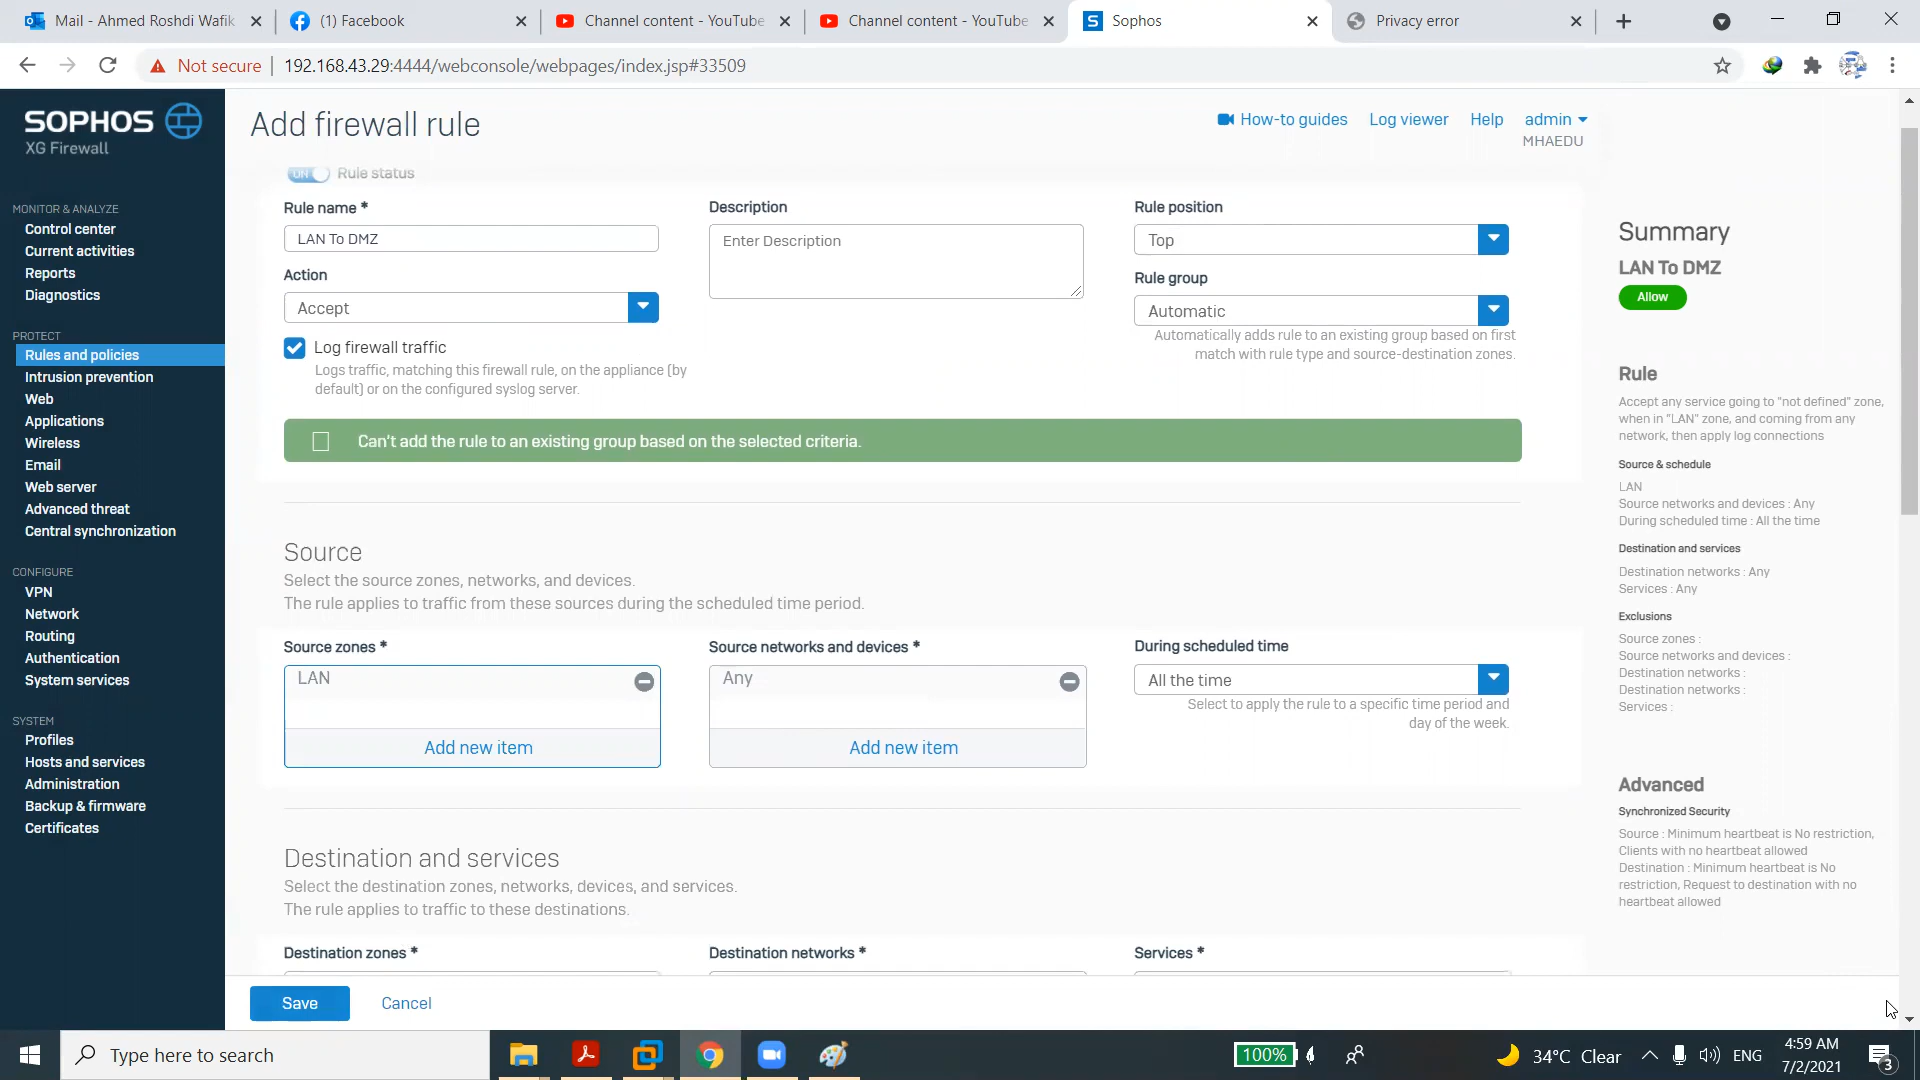 Mail - Ahmed Roshdi Wafik
(1) Facebook
Channel content - YouTube
Channel content - YouTube
Sophos
Privacy error
Not secure
192.168.43.29:4444/webconsole/webpages/index.jsp#33509
SOPHOS
XG Firewall
MONITOR & ANALYZE
Control center
Current activities
Reports
Diagnostics
PROTECT
Rules and policies
Intrusion prevention
Web
Applications
Wireless
Email
Web server
Advanced threat
Central synchronization
CONFIGURE
VPN
Network
Routing
Authentication
System services
SYSTEM
Profiles
Hosts and services
Administration
Backup & firmware
Certificates
Add firewall rule
How-to guides
Log viewer
Help
admin
MHAEDU
ON Rule status
Rule name *
LAN To DMZ
Action
Accept
Log firewall traffic
Logs traffic, matching this firewall rule, on the appliance (by
default) or on the configured syslog server.
Description
Enter Description
Rule position
Top
Rule group
Automatic
Automatically adds rule to an existing group based on first
match with rule type and source-destination zones.
Can't add the rule to an existing group based on the selected criteria.
Source
Select the source zones, networks, and devices.
The rule applies to traffic from these sources during the scheduled time period.
Source zones *
LAN
Add new item
Source networks and devices *
Any
Add new item
During scheduled time
All the time
Select to apply the rule to a specific time period and
day of the week.
Destination and services
Select the destination zones, networks, devices, and services.
The rule applies to traffic to these destinations.
Destination zones *
Destination networks *
Services *
Save
Cancel
Summary
LAN To DMZ
Allow
Rule
Accept any service going to "not defined" zone,
when in "LAN" zone, and coming from any
network, then apply log connections
Source & schedule
LAN
Source networks and devices : Any
During scheduled time : All the time
Destination and services
Destination networks : Any
Services : Any
Exclusions
Source zones :
Source networks and devices :
Destination networks :
Destination networks :
Services :
Advanced
Synchronized Security
Source : Minimum heartbeat is No restriction,
Clients with no heartbeat allowed
Destination : Minimum heartbeat is No
restriction, Request to destination with no
heartbeat allowed
Type here to search
100%
34°C Clear
ENG
4:59 AM
7/2/2021
3